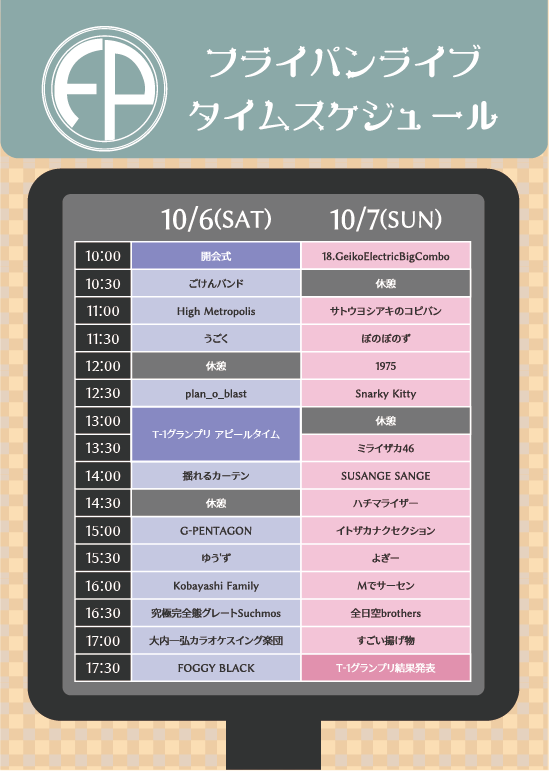 FP
フライパンライブ
タイムスケジュール
10/6(SAT) 10/7(SUN)
10:00 開会式 18.GeikoElectricBigCombo
10:30 ごけんバンド 休憩
11:00 High Metropolis サトウヨシアキのコピバン
11:30 うごく ぽのぽのず
12:00 休憩 1975
12:30 plan_o_blast Snarky Kitty
13:00 T-1グランプリ アピールタイム 休憩
13:30 ミライザカ46
14:00 揺れるカーテン SUSANGE SANGE
14:30 休憩 ハチマライザー
15:00 G-PENTAGON イトザカナクセクション
15:30 ゆう'ず よぎー
16:00 Kobayashi Family Mでサーセン
16:30 究極完全態グレートSuchmos 全日空brothers
17:00 大内一弘カラオケスイング楽団 すごい揚げ物
17:30 FOGGY BLACK T-1グランプリ結果発表